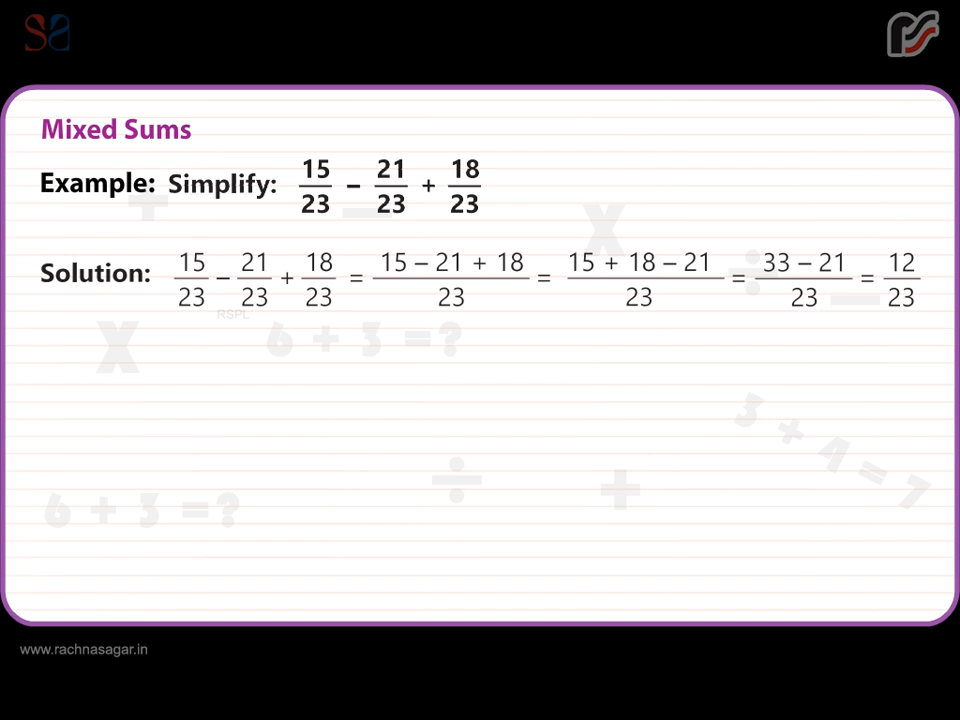 Mixed Sums
Example: Simplify: 15/23 – 21/23 + 18/23
Solution: 15/23 – 21/23 + 18/23 = (15 – 21 + 18)/23 = (15 + 18 – 21)/23 = (33 – 21)/23 = 12/23
RSPL
x
÷
x
6 + 3 = ?
3 + 4 = 7
÷
+
6 + 3 = ?
www.rachnasagar.in